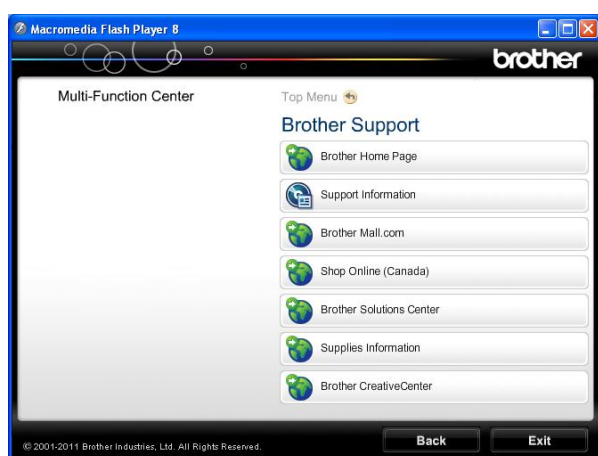 Macromedia Flash Player 8
brother
Multi-Function Center
Top Menu
Brother Support
Brother Home Page
Support Information
Brother Mall.com
Shop Online (Canada)
Brother Solutions Center
Supplies Information
Brother CreativeCenter
© 2001-2011 Brother Industries, Ltd. All Rights Reserved.
Back
Exit